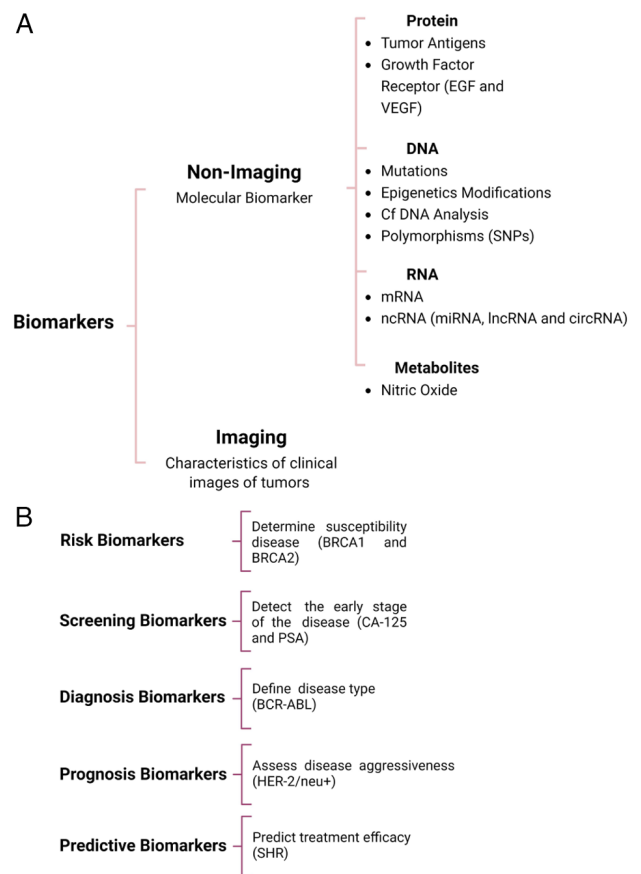 A
Protein
• Tumor Antigens
• Growth Factor
Receptor (EGF and
VEGF)
DNA
• Mutations
• Epigenetics Modifications
• Cf DNA Analysis
• Polymorphisms (SNPs)
Non-Imaging
Molecular Biomarker
RNA
• mRNA
• ncRNA (miRNA, lncRNA and circRNA)
Biomarkers
Metabolites
• Nitric Oxide
Imaging
Characteristics of clinical
images of tumors
B
Risk Biomarkers
Determine susceptibility
disease (BRCA1 and
BRCA2)
Screening Biomarkers
Detect the early stage
of the disease (CA-125
and PSA)
Diagnosis Biomarkers
Define disease type
(BCR-ABL)
Prognosis Biomarkers
Assess disease aggressiveness
(HER-2/neu+)
Predictive Biomarkers
Predict treatment efficacy
(SHR)